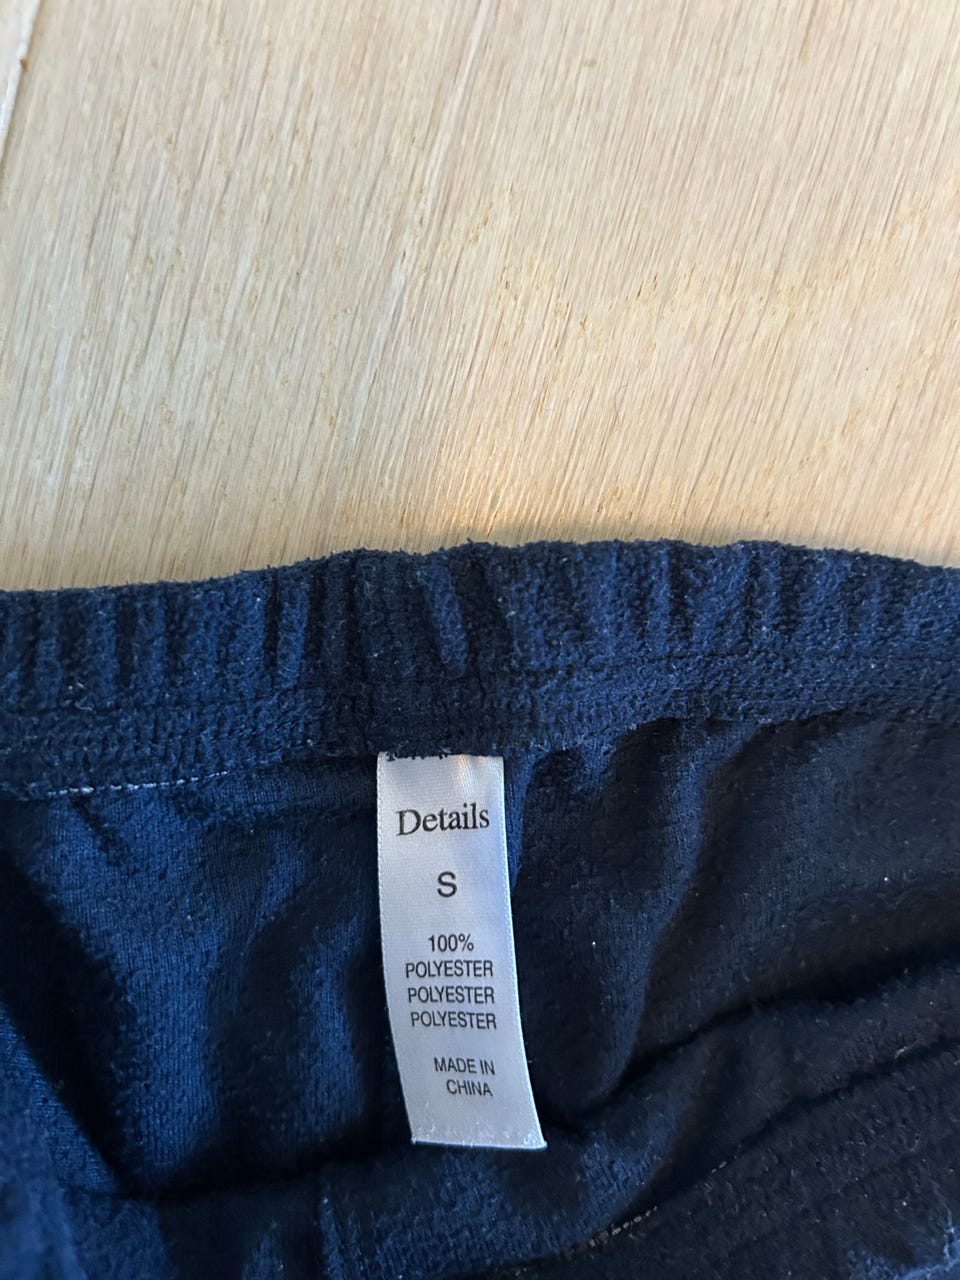 Details
S
100%
POLYESTER
POLYESTER
POLYESTER
MADE IN
CHINA